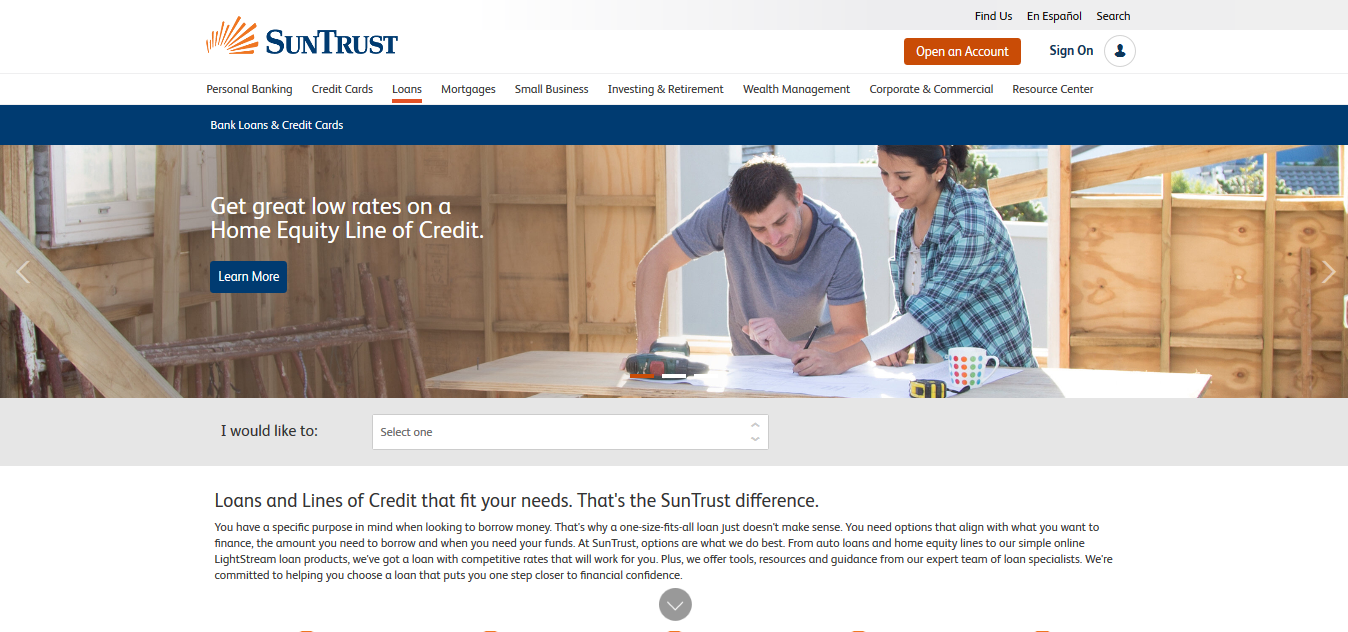 Find Us En Español Search
SUNTRUST
Open an Account Sign On
Personal Banking Credit Cards Loans Mortgages Small Business Investing & Retirement Wealth Management Corporate & Commercial Resource Center
Bank Loans & Credit Cards
Get great low rates on a
Home Equity Line of Credit.
Learn More
I would like to: Select one
Loans and Lines of Credit that fit your needs. That's the SunTrust difference.
You have a specific purpose in mind when looking to borrow money. That's why a one-size-fits-all loan just doesn't make sense. You need options that align with what you want to
finance, the amount you need to borrow and when you need your funds. At SunTrust, options are what we do best. From auto loans and home equity lines to our simple online
LightStream loan products, we've got a loan with competitive rates that will work for you. Plus, we offer tools, resources and guidance from our expert team of loan specialists. We're
committed to helping you choose a loan that puts you one step closer to financial confidence.